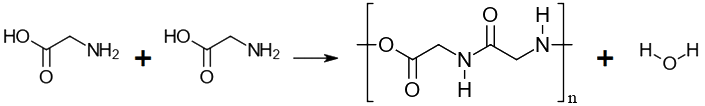 HO NH₂ O + HO NH₂ O O O N H O H N n + H O H